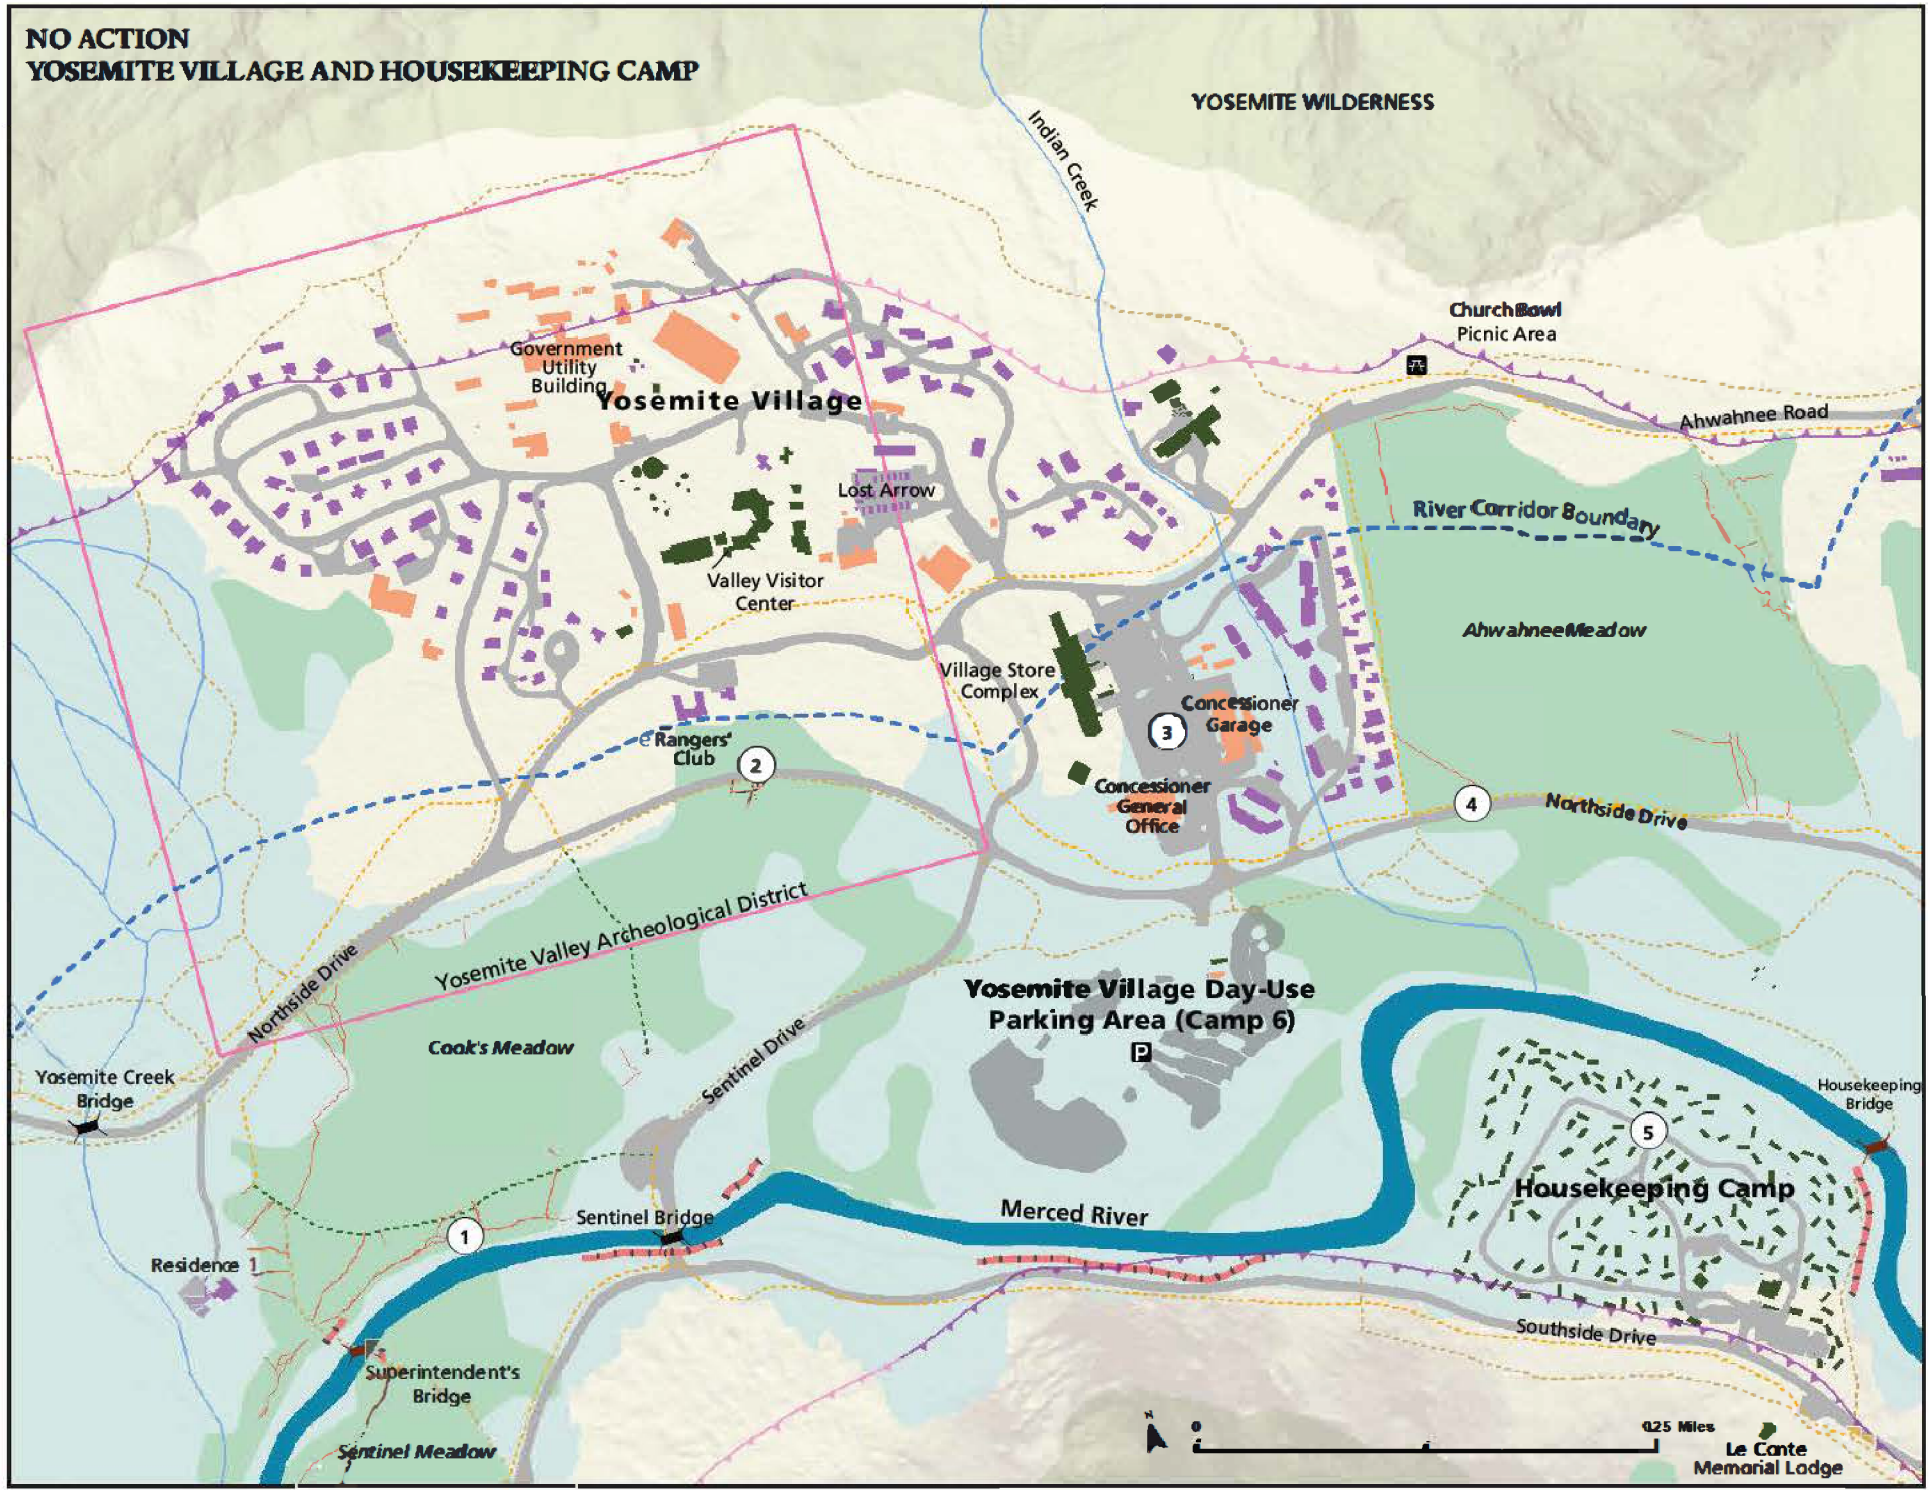 NO ACTION
YOSEMITE VILLAGE AND HOUSEKEEPING CAMP
YOSEMITE WILDERNESS
Indian Creek
Church Bowl
Picnic Area
Ahwahnee Road
Government
Utility
Building
Yosemite Village
Lost Arrow
River Corridor Boundary
Valley Visitor
Center
Ahwahnee Meadow
Village Store
Complex
Concessioner
Garage
3
e Rangers'
Club
2
Concessioner
General
Office
4
Northside Drive
Yosemite Valley Archeological District
Northside Drive
Yosemite Village Day-Use
Parking Area (Camp 6)
P
Cook's Meadow
Sentinel Drive
Yosemite Creek
Bridge
Housekeeping
Bridge
5
Housekeeping Camp
Merced River
Sentinel Bridge
1
Residence 1
Southside Drive
Superintendent's
Bridge
Sentinel Meadow
N
0
0.25 Miles
Le Conte
Memorial Lodge